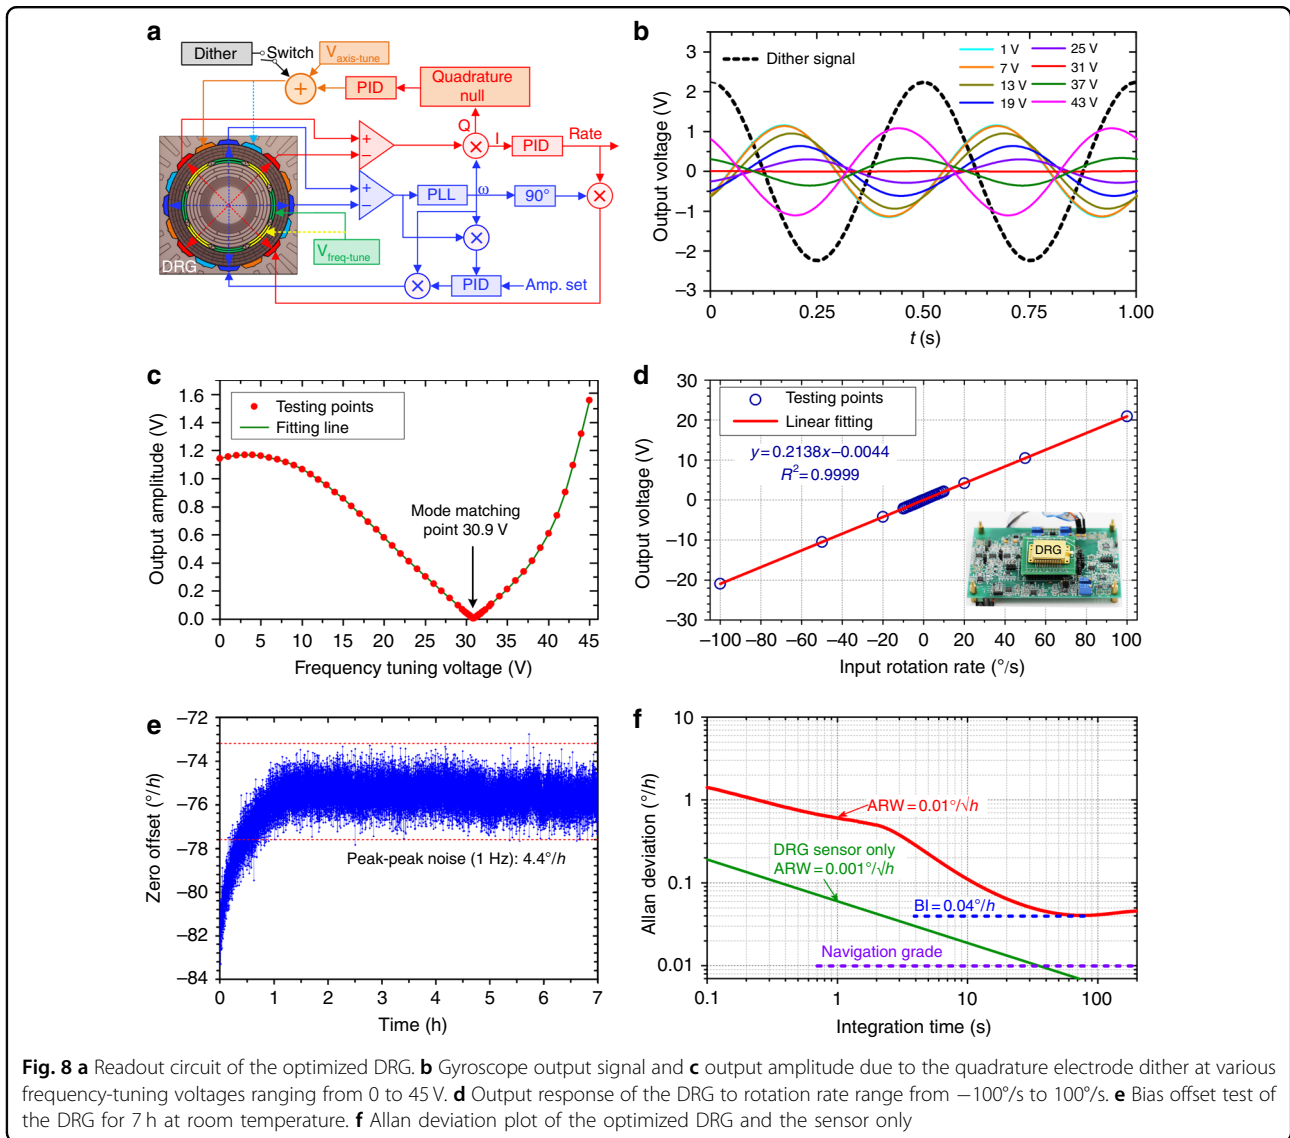 a
Dither
Switch
V_axis-tune
PID
Quadrature
null
Q
I
PID
Rate
+
−
+
−
PLL
ω
90°
V_freq-tune
DRG
PID
Amp. set
b
Dither signal
1 V
7 V
13 V
19 V
25 V
31 V
37 V
43 V
3
2
1
0
−1
−2
−3
Output voltage (V)
0
0.25
0.50
0.75
1.00
t (s)
c
Testing points
Fitting line
Mode matching
point 30.9 V
1.6
1.4
1.2
1.0
0.8
0.6
0.4
0.2
0.0
Output amplitude (V)
0 5 10 15 20 25 30 35 40 45
Frequency tuning voltage (V)
d
Testing points
Linear fitting
y=0.2138x−0.0044
R²=0.9999
DRG
30
20
10
0
−10
−20
−30
Output voltage (V)
−100 −80 −60 −40 −20 0 20 40 60 80 100
Input rotation rate (°/s)
e
−72
−74
−76
−78
−80
−82
−84
Zero offset (°/h)
Peak-peak noise (1 Hz): 4.4°/h
0 1 2 3 4 5 6 7
Time (h)
f
10
1
0.1
0.01
Allan deviation (°/h)
ARW=0.01°/√h
DRG sensor only
ARW=0.001°/√h
BI=0.04°/h
Navigation grade
0.1 1 10 100
Integration time (s)
Fig. 8 a Readout circuit of the optimized DRG. b Gyroscope output signal and c output amplitude due to the quadrature electrode dither at various
frequency-tuning voltages ranging from 0 to 45 V. d Output response of the DRG to rotation rate range from −100°/s to 100°/s. e Bias offset test of
the DRG for 7 h at room temperature. f Allan deviation plot of the optimized DRG and the sensor only